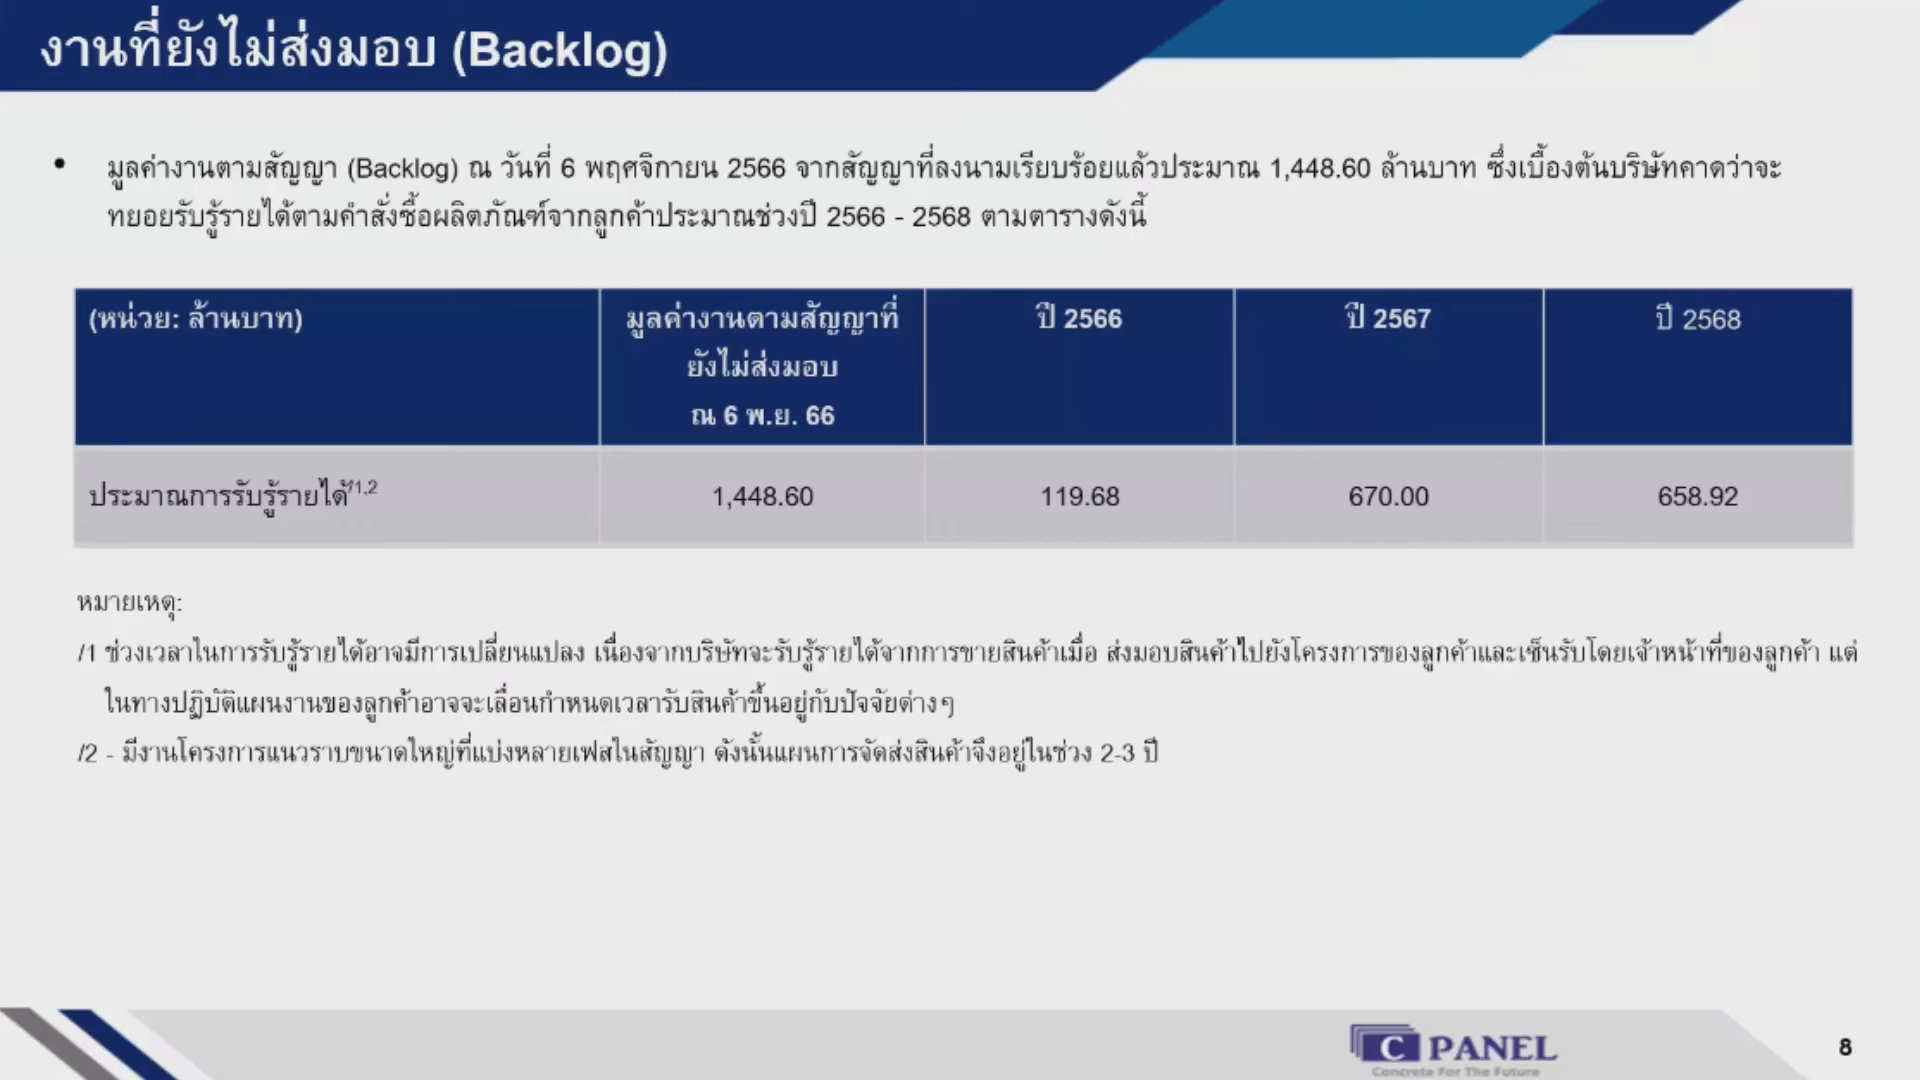 งานที่ยังไม่ส่งมอบ (Backlog)
• มูลค่างานตามสัญญา (Backlog) ณ วันที่ 6 พฤศจิกายน 2566 จากสัญญาที่ลงนามเรียบร้อยแล้วประมาณ 1,448.60 ล้านบาท ซึ่งเบื้องต้นบริษัทคาดว่าจะ
ทยอยรับรู้รายได้ตามคำสั่งซื้อผลิตภัณฑ์จากลูกค้าประมาณช่วงปี 2566 - 2568 ตามตารางดังนี้
(หน่วย: ล้านบาท)
มูลค่างานตามสัญญาที่
ยังไม่ส่งมอบ
ณ 6 พ.ย. 66
ปี 2566
ปี 2567
ปี 2568
ประมาณการรับรู้รายได้/1,2
1,448.60
119.68
670.00
658.92
หมายเหตุ:
/1 ช่วงเวลาในการรับรู้รายได้อาจมีการเปลี่ยนแปลง เนื่องจากบริษัทจะรับรู้รายได้จากการขายสินค้าเมื่อ ส่งมอบสินค้าไปยังโครงการของลูกค้าและเซ็นรับโดยเจ้าหน้าที่ของลูกค้า แต่
ในทางปฏิบัติแผนงานของลูกค้าอาจจะเลื่อนกำหนดเวลารับสินค้าขึ้นอยู่กับปัจจัยต่างๆ
/2 - มีงานโครงการแนวราบขนาดใหญ่ที่แบ่งหลายเฟสในสัญญา ดังนั้นแผนการจัดส่งสินค้าจึงอยู่ในช่วง 2-3 ปี
C PANEL
Concrete For The Future
8